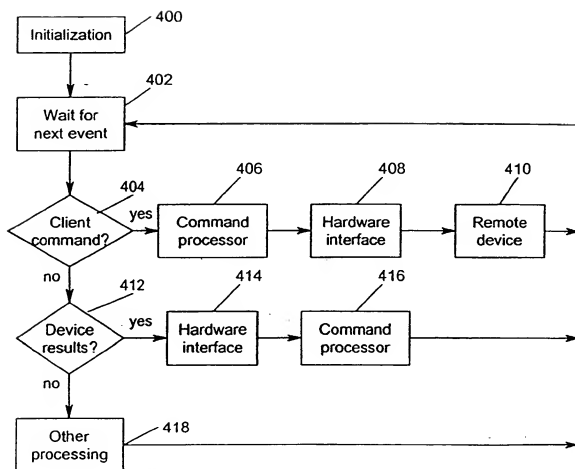 Initialization
400
402
Wait for
next event
404
Client
command?
yes
406
Command
processor
408
Hardware
interface
410
Remote
device
no
412
Device
results?
yes
414
Hardware
interface
416
Command
processor
no
Other
processing
418